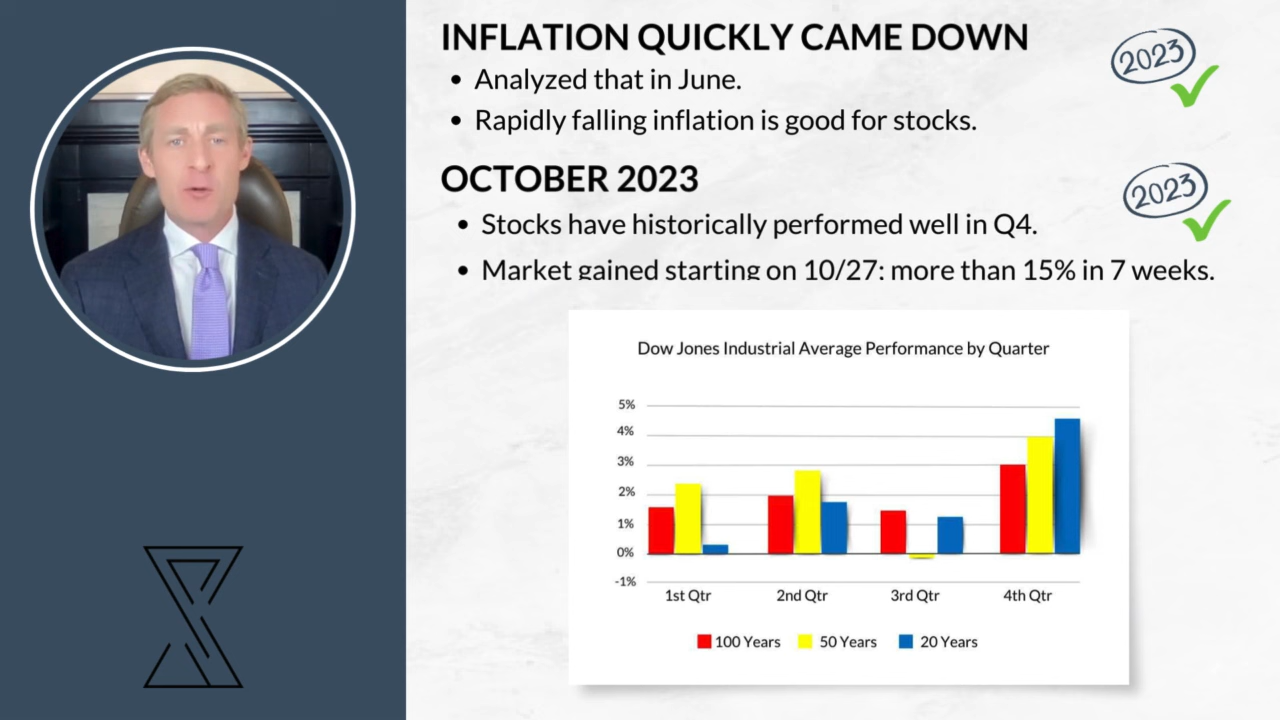 INFLATION QUICKLY CAME DOWN
2023
• Analyzed that in June.
• Rapidly falling inflation is good for stocks.
OCTOBER 2023
2023
• Stocks have historically performed well in Q4.
• Market gained starting on 10/27: more than 15% in 7 weeks.
Dow Jones Industrial Average Performance by Quarter
5%
4%
3%
2%
1%
0%
-1%
1st Qtr 2nd Qtr 3rd Qtr 4th Qtr
100 Years 50 Years 20 Years